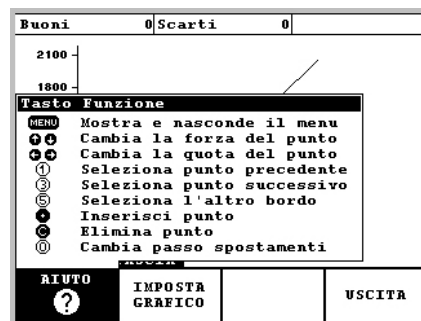 Buoni 0 Scarti 0
2100
1800
Tasto Funzione
MENU Mostra e nasconde il menu
Cambia la forza del punto
Cambia la quota del punto
1 Seleziona punto precedente
3 Seleziona punto successivo
5 Seleziona l'altro bordo
+ Inserisci punto
C Elimina punto
0 Cambia passo spostamenti
AIUTO
?
IMPOSTA
GRAFICO
USCITA